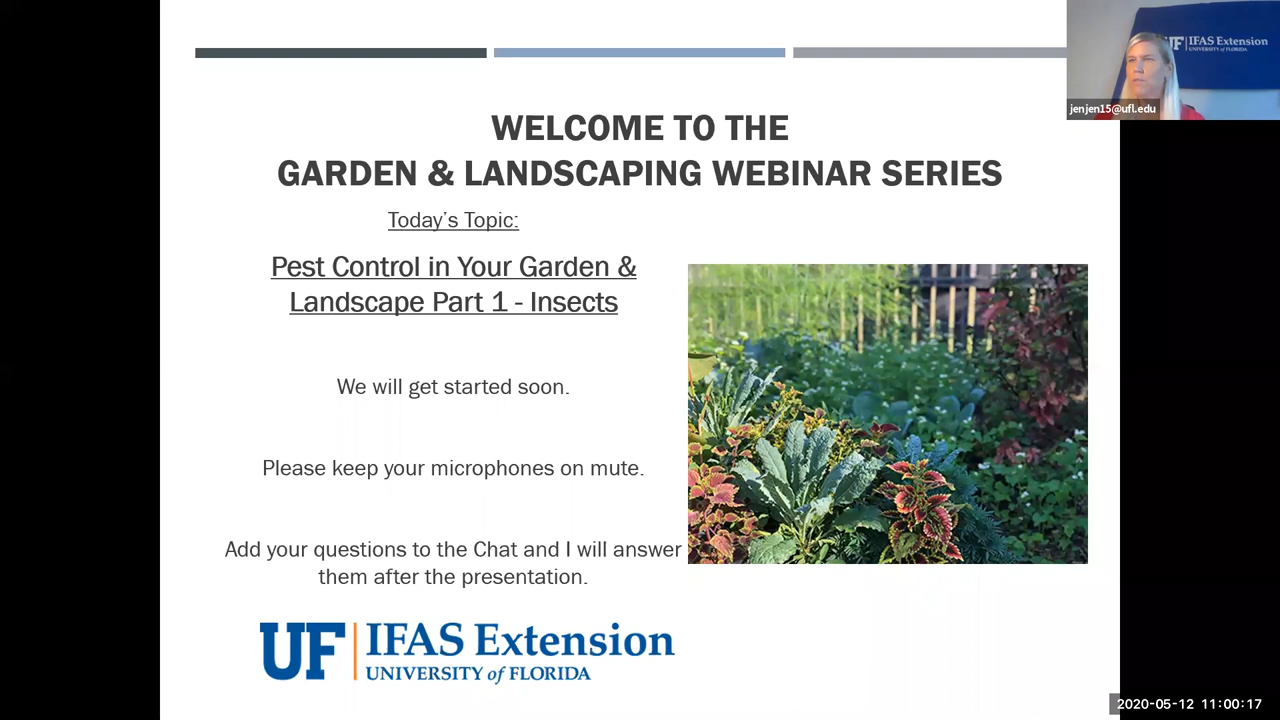 UF IFAS Extension
UNIVERSITY of FLORIDA
jenjen15@ufl.edu
WELCOME TO THE
GARDEN & LANDSCAPING WEBINAR SERIES
Today's Topic:
Pest Control in Your Garden &
Landscape Part 1 - Insects
We will get started soon.
Please keep your microphones on mute.
Add your questions to the Chat and I will answer
them after the presentation.
UF IFAS Extension
UNIVERSITY of FLORIDA
2020-05-12 11:00:17